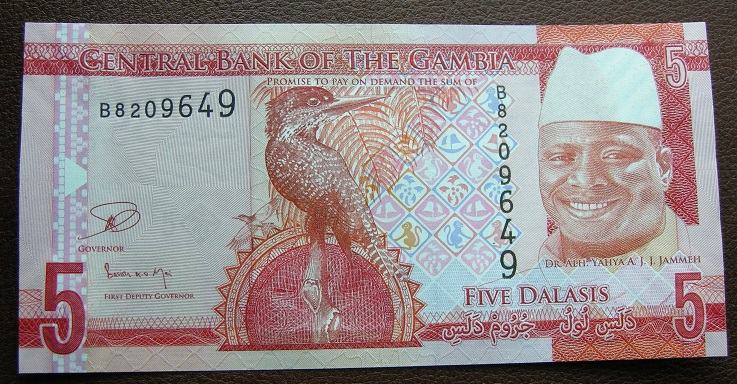 CENTRAL BANK OF THE GAMBIA
5
PROMISE TO PAY ON DEMAND THE SUM OF
B8209649
B8209649
GOVERNOR
FIRST DEPUTY GOVERNOR
DR. ALH. YAHYA A. J. J. JAMMEH
5
FIVE DALASIS
5